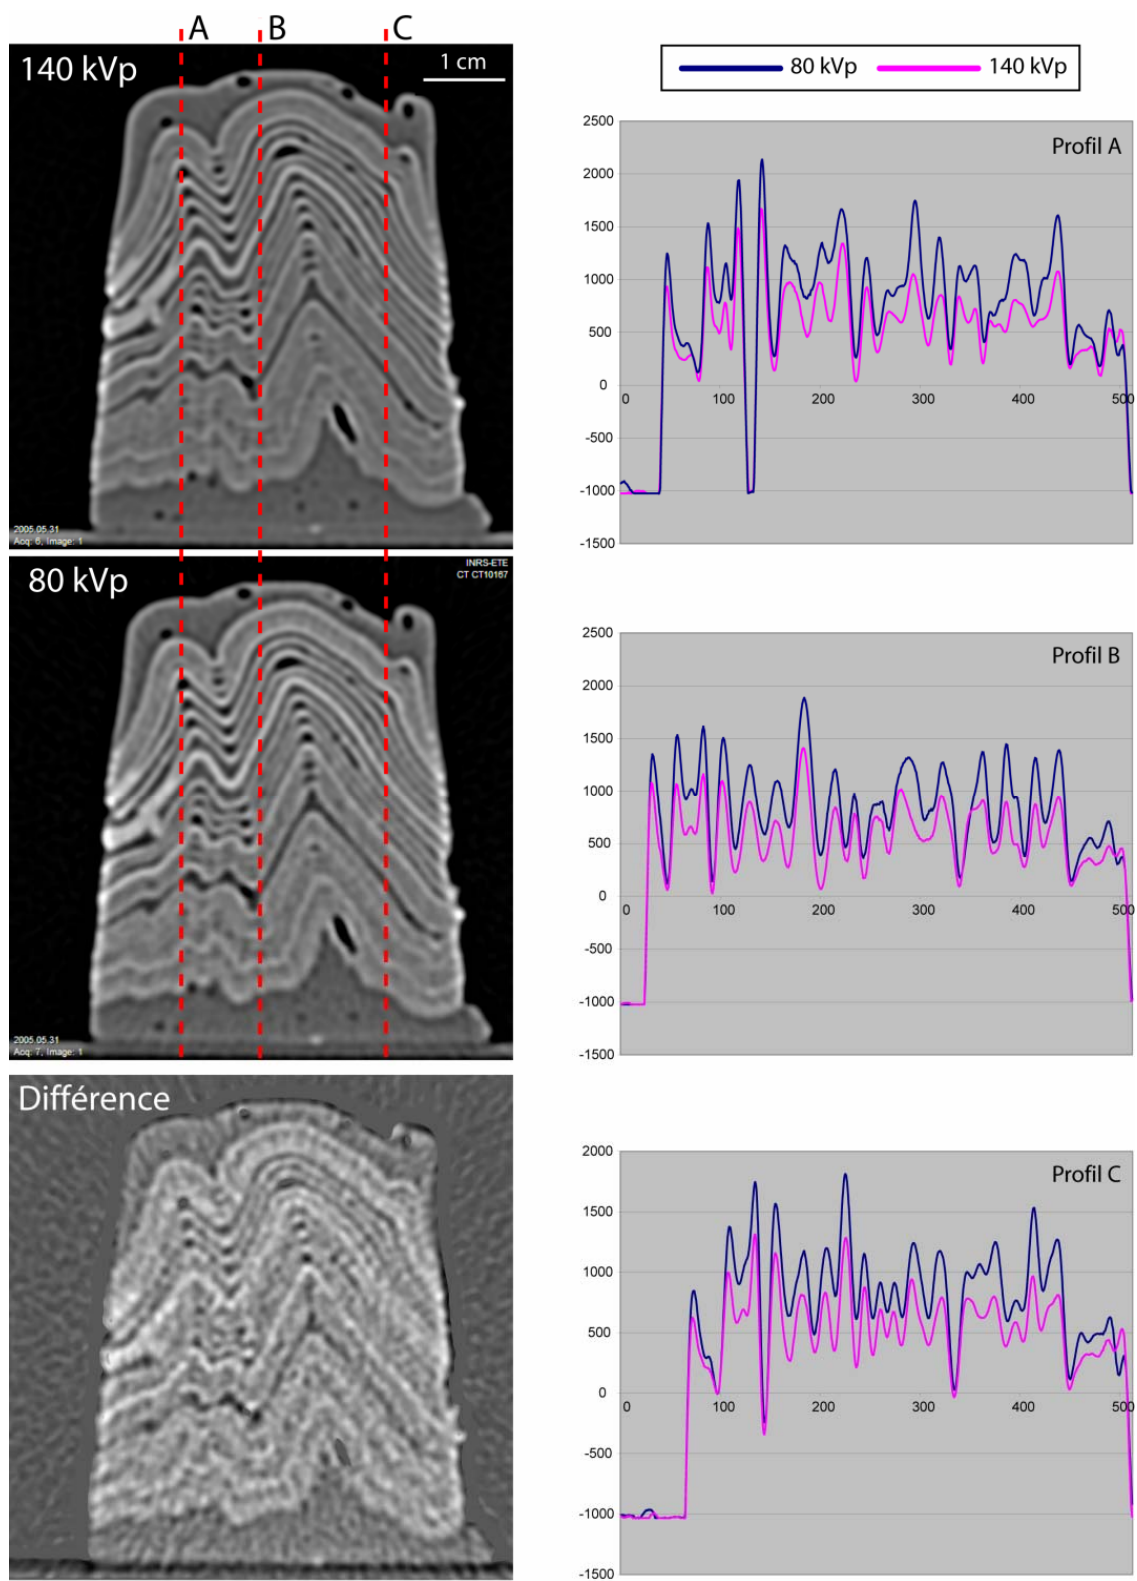 A B C
140 kVp
1 cm
2005.05.31
Acq: 6, Image: 1
80 kVp
INRS-ETE
CT CT10167
2005.05.31
Acq: 7, Image: 1
Différence
80 kVp 140 kVp
Profil A
2500
2000
1500
1000
500
0
-500
-1000
-1500
0 100 200 300 400 500
Profil B
2500
2000
1500
1000
500
0
-500
-1000
-1500
0 100 200 300 400 500
Profil C
2000
1500
1000
500
0
-500
-1000
-1500
0 100 200 300 400 500